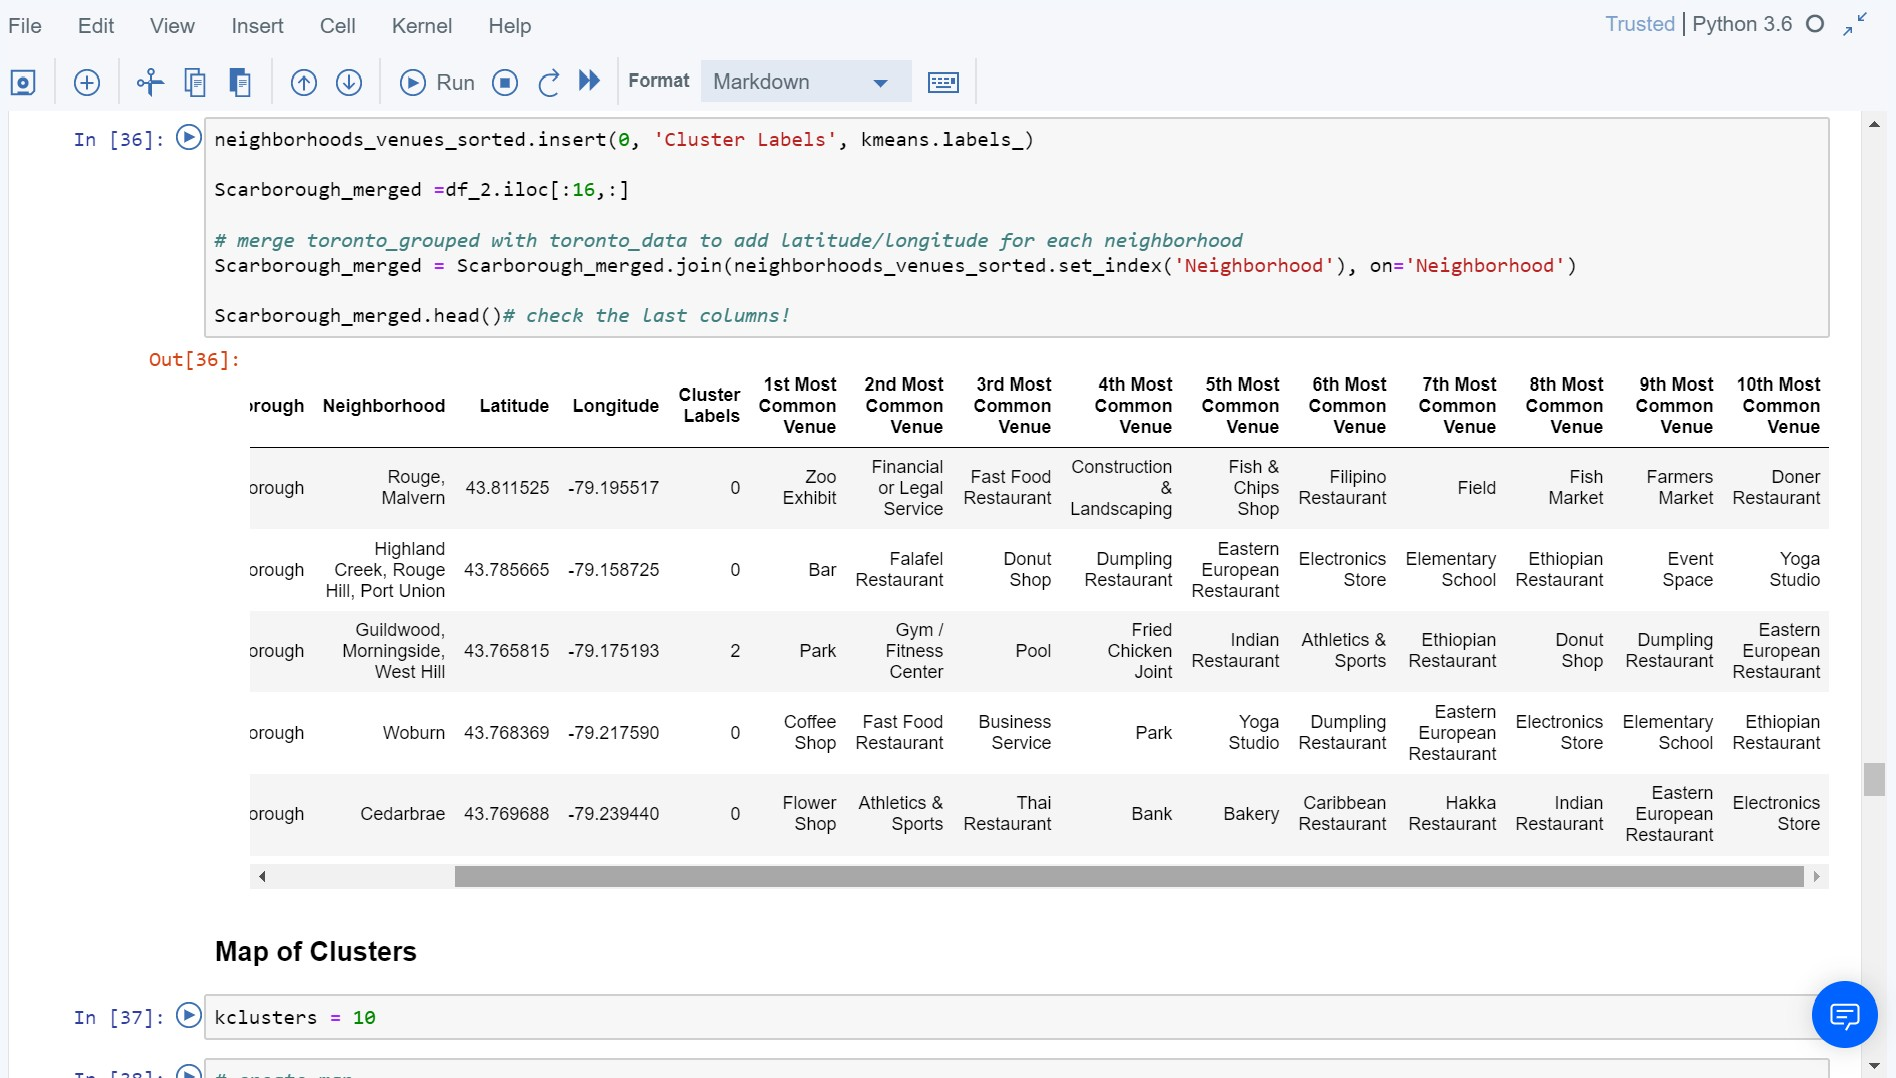 File Edit View Insert Cell Kernel Help Trusted | Python 3.6
Run Format Markdown
In [36]:
neighborhoods_venues_sorted.insert(0, 'Cluster Labels', kmeans.labels_)
Scarborough_merged =df_2.iloc[:16,:]
# merge toronto_grouped with toronto_data to add latitude/longitude for each neighborhood
Scarborough_merged = Scarborough_merged.join(neighborhoods_venues_sorted.set_index('Neighborhood'), on='Neighborhood')
Scarborough_merged.head()# check the last columns!
Out[36]:
orough Neighborhood Latitude Longitude Cluster Labels 1st Most Common Venue 2nd Most Common Venue 3rd Most Common Venue 4th Most Common Venue 5th Most Common Venue 6th Most Common Venue 7th Most Common Venue 8th Most Common Venue 9th Most Common Venue 10th Most Common Venue
orough Rouge, Malvern 43.811525 -79.195517 0 Zoo Exhibit Financial or Legal Service Fast Food Restaurant Construction & Landscaping Fish & Chips Shop Filipino Restaurant Field Fish Market Farmers Market Doner Restaurant
orough Highland Creek, Rouge Hill, Port Union 43.785665 -79.158725 0 Bar Falafel Restaurant Donut Shop Dumpling Restaurant Eastern European Restaurant Electronics Store Elementary School Ethiopian Restaurant Event Space Yoga Studio
orough Guildwood, Morningside, West Hill 43.765815 -79.175193 2 Park Gym / Fitness Center Pool Fried Chicken Joint Indian Restaurant Athletics & Sports Ethiopian Restaurant Donut Shop Dumpling Restaurant Eastern European Restaurant
orough Woburn 43.768369 -79.217590 0 Coffee Shop Fast Food Restaurant Business Service Park Yoga Studio Dumpling Restaurant Eastern European Restaurant Electronics Store Elementary School Ethiopian Restaurant
orough Cedarbrae 43.769688 -79.239440 0 Flower Shop Athletics & Sports Thai Restaurant Bank Bakery Caribbean Restaurant Hakka Restaurant Indian Restaurant Eastern European Restaurant Electronics Store
Map of Clusters
In [37]:
kclusters = 10